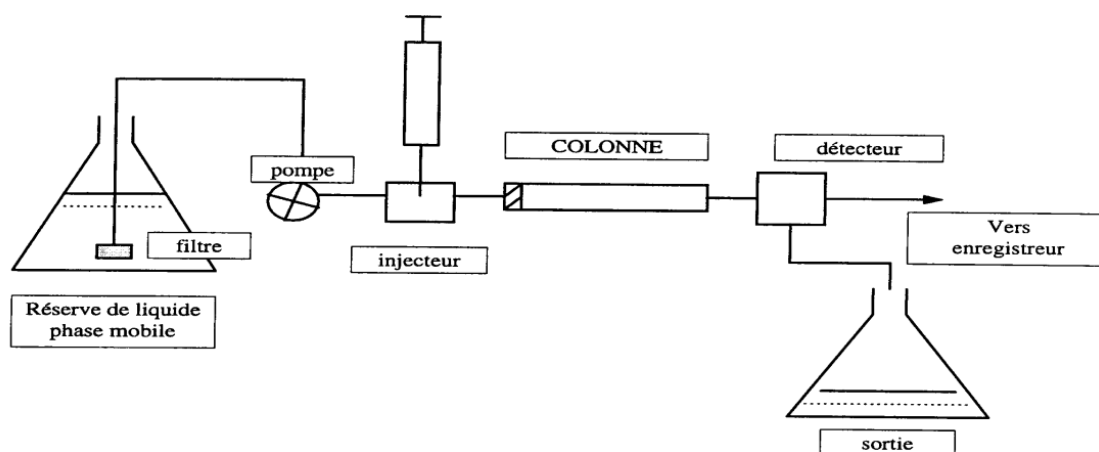 COLONNE
détecteur
pompe
filtre
injecteur
Vers
enregistreur
Réserve de liquide
phase mobile
sortie